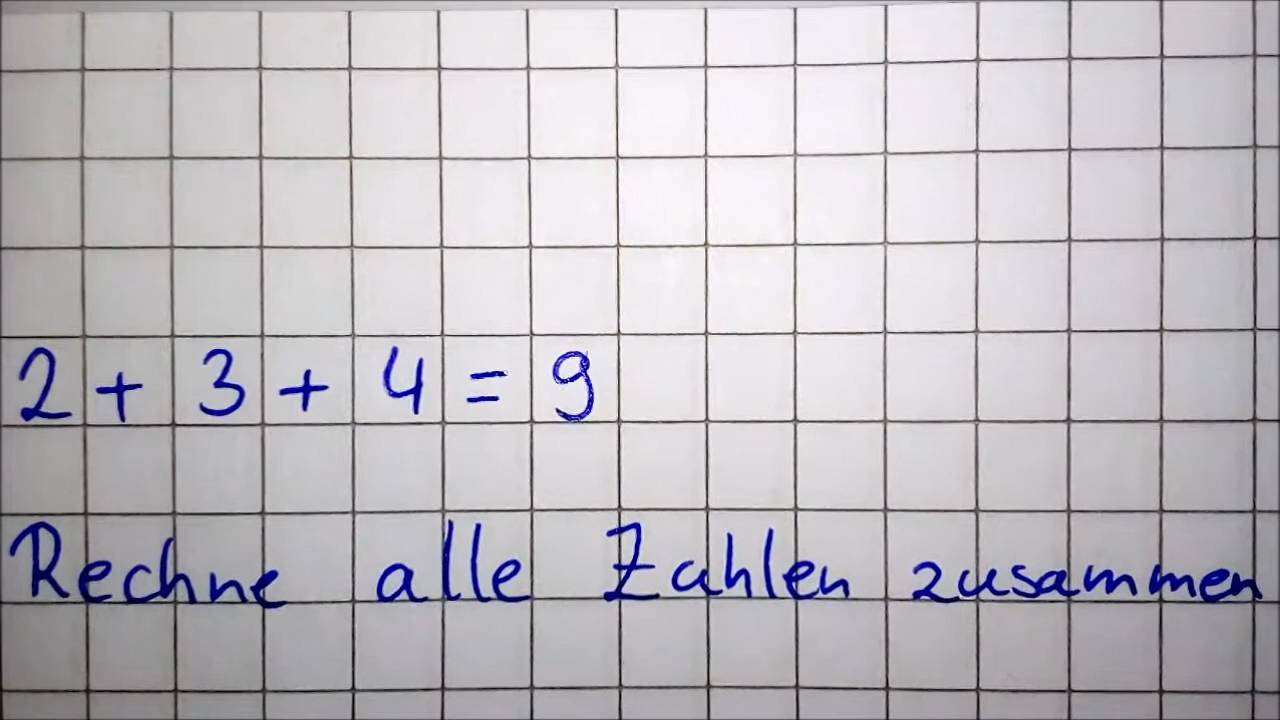 2 + 3 + 4 = 9
Rechne alle Zahlen zusammen